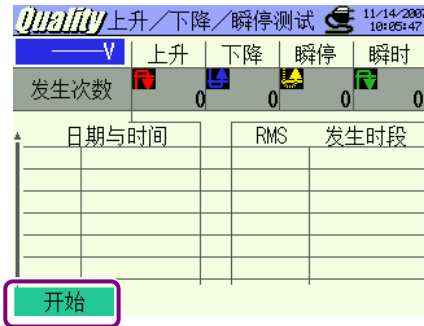 Quality 上升／下降／瞬停测试 11/14/2007
10:05:47
——V 上升 下降 瞬停 瞬时
发生次数 0 0 0 0
日期与时间 RMS 发生时段
开始